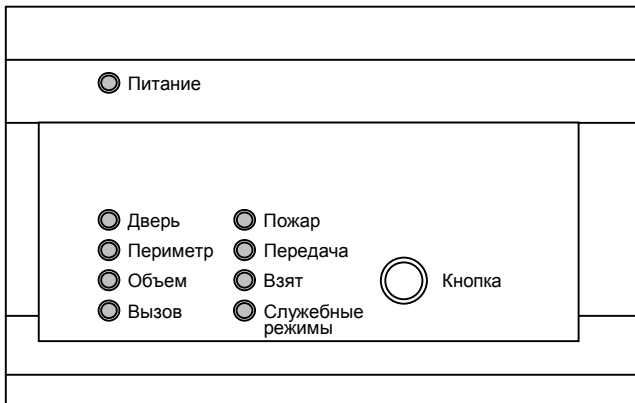 Питание
Дверь
Пожар
Периметр
Передача
Объем
Взят
Кнопка
Вызов
Служебные
режимы